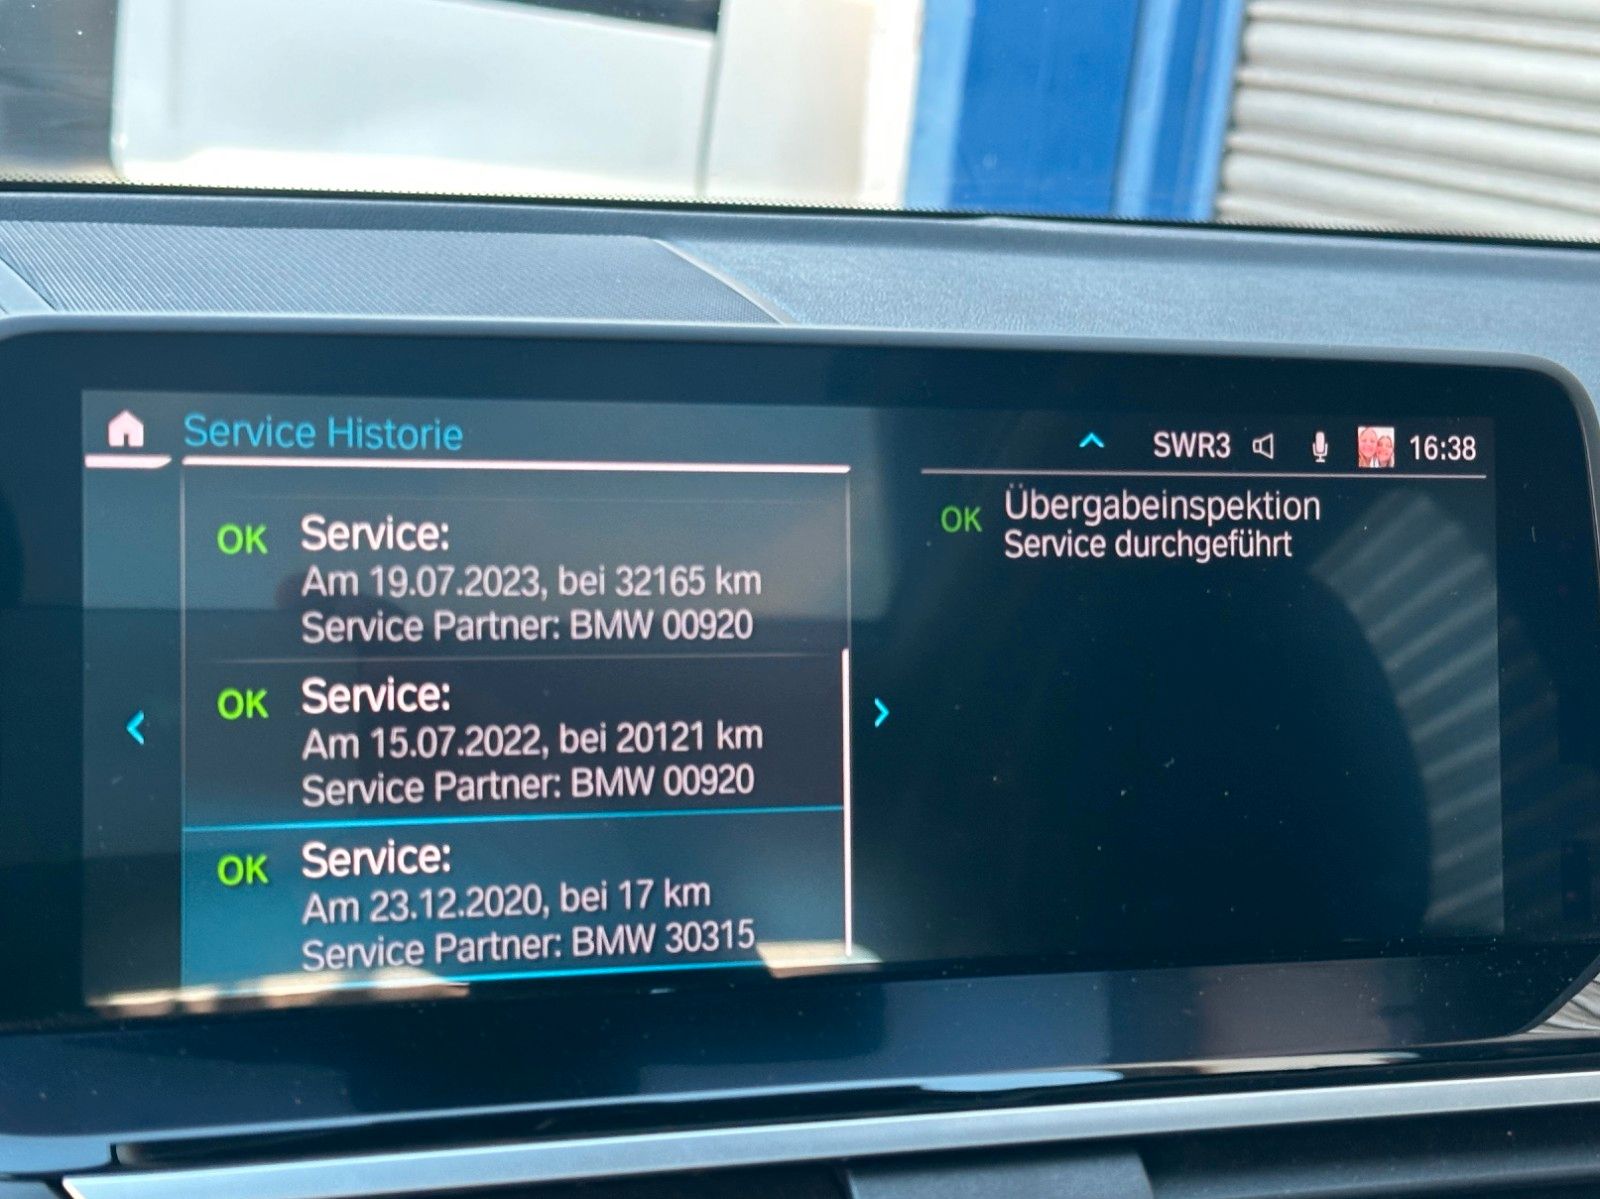 Service Historie
SWR3 16:38
OK Service:
Am 19.07.2023, bei 32165 km
Service Partner: BMW 00920
OK Service:
Am 15.07.2022, bei 20121 km
Service Partner: BMW 00920
OK Service:
Am 23.12.2020, bei 17 km
Service Partner: BMW 30315
OK Übergabeinspektion
Service durchgeführt